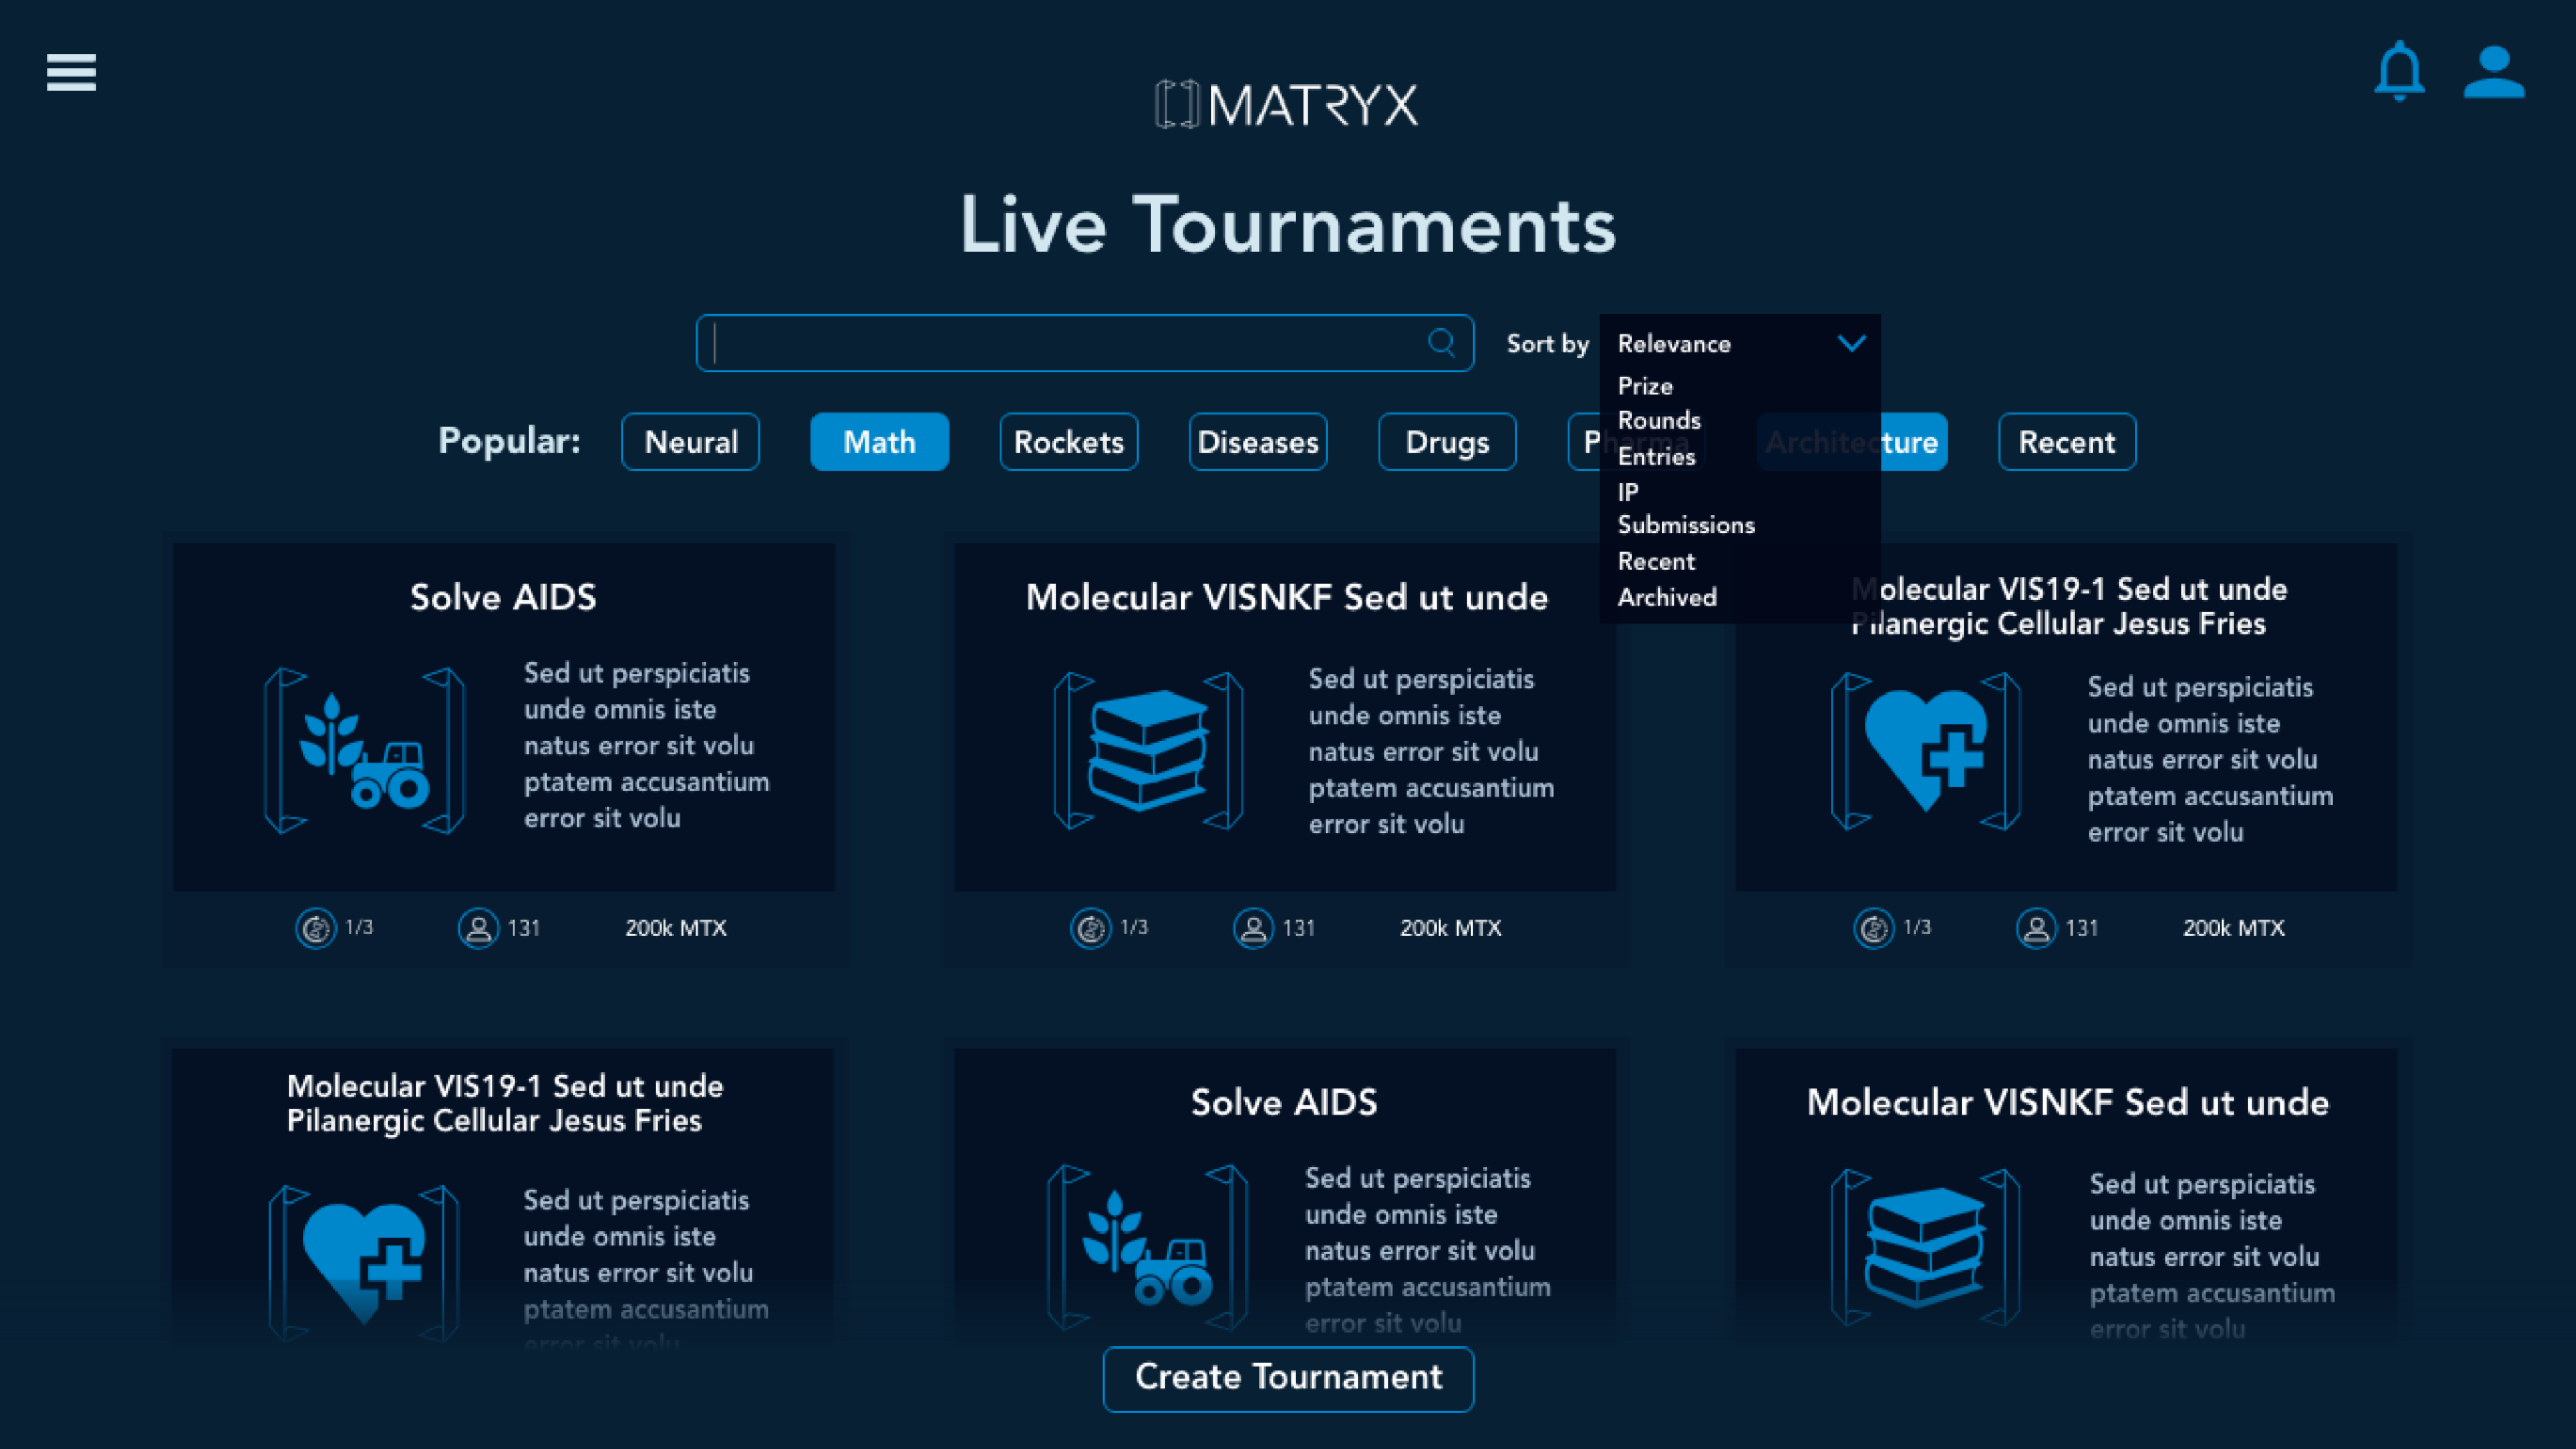 MATRYX
Live Tournaments
Sort by
Relevance
Prize
Rounds
Entries
IP
Submissions
Recent
Archived
Popular:
Neural
Math
Rockets
Diseases
Drugs
Pharma
Architecture
Recent
Solve AIDS
Sed ut perspiciatis
unde omnis iste
natus error sit volu
ptatem accusantium
error sit volu
1/3
131
200k MTX
Molecular VISNKF Sed ut unde
Sed ut perspiciatis
unde omnis iste
natus error sit volu
ptatem accusantium
error sit volu
1/3
131
200k MTX
Molecular VIS19-1 Sed ut unde
Pilanergic Cellular Jesus Fries
Sed ut perspiciatis
unde omnis iste
natus error sit volu
ptatem accusantium
error sit volu
1/3
131
200k MTX
Molecular VIS19-1 Sed ut unde
Pilanergic Cellular Jesus Fries
Sed ut perspiciatis
unde omnis iste
natus error sit volu
ptatem accusantium
error sit volu
Solve AIDS
Sed ut perspiciatis
unde omnis iste
natus error sit volu
ptatem accusantium
error sit volu
Molecular VISNKF Sed ut unde
Sed ut perspiciatis
unde omnis iste
natus error sit volu
ptatem accusantium
error sit volu
Create Tournament